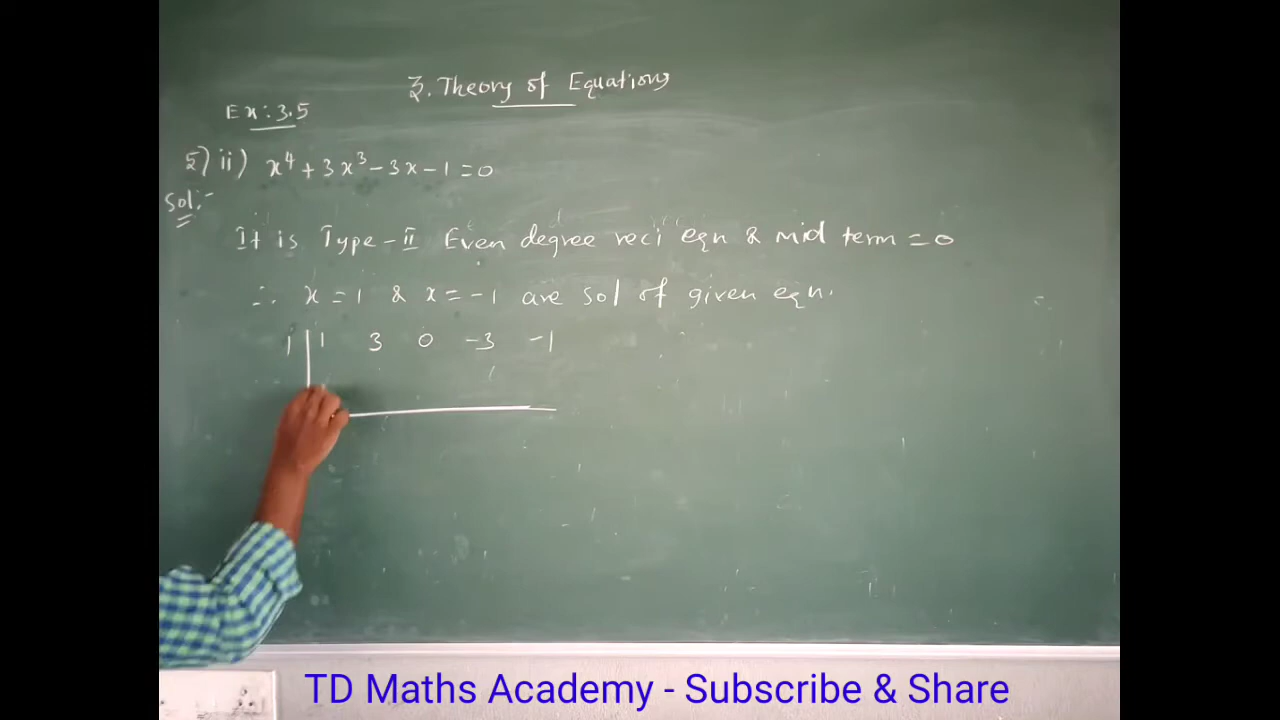 3. Theory of Equations
Ex: 3.5
5) ii) x⁴ + 3x³ - 3x - 1 = 0
Sol:-
It is Type - II Even degree reci eqn & mid term = 0
∴ x = 1 & x = -1 are sol of given eqn.
1 | 1 3 0 -3 -1
TD Maths Academy - Subscribe & Share